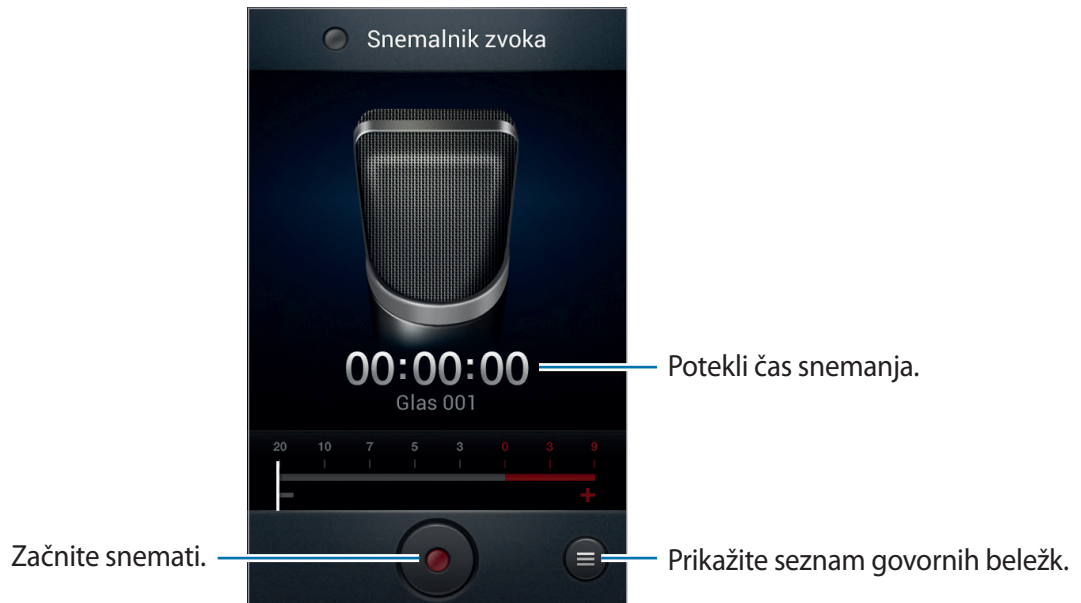 Snemalnik zvoka
00:00:00
Potekli čas snemanja.
Glas 001
20 10 7 5 3 0 3 9
− +
Začnite snemati.
Prikažite seznam govornih beležk.